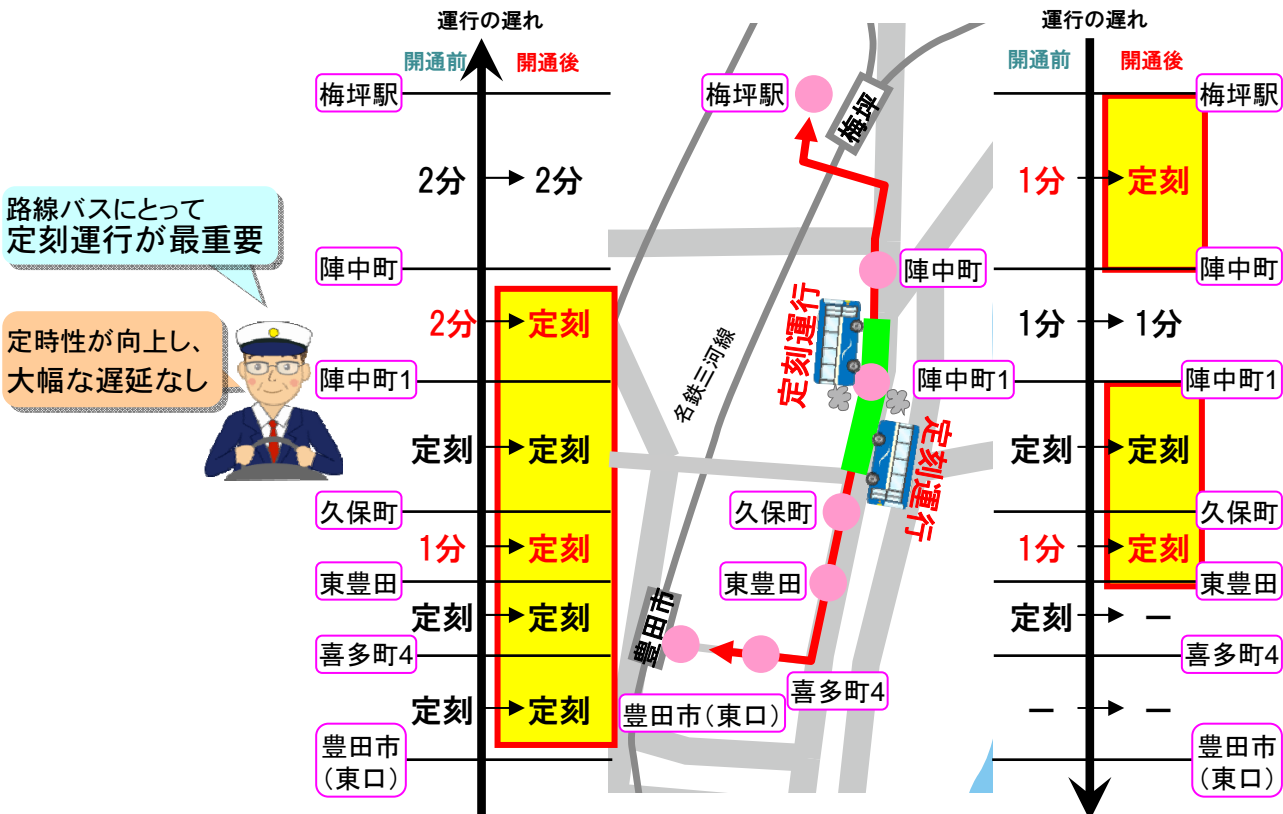 運行の遅れ
開通前 開通後
梅坪駅
2分 2分
陣中町
2分 定刻
陣中町1
定刻 定刻
久保町
1分 定刻
東豊田
定刻 定刻
喜多町4
定刻 定刻
豊田市
(東口)
路線バスにとって
定刻運行が最重要
定時性が向上し、
大幅な遅延なし
梅坪駅
梅坪
陣中町
定刻運行
陣中町1
名鉄三河線
定刻運行
久保町
東豊田
豊田市
喜多町4
豊田市(東口)
運行の遅れ
開通前 開通後
梅坪駅
1分 定刻
陣中町
1分 1分
陣中町1
定刻 定刻
久保町
1分 定刻
東豊田
定刻 −
喜多町4
− −
豊田市
(東口)